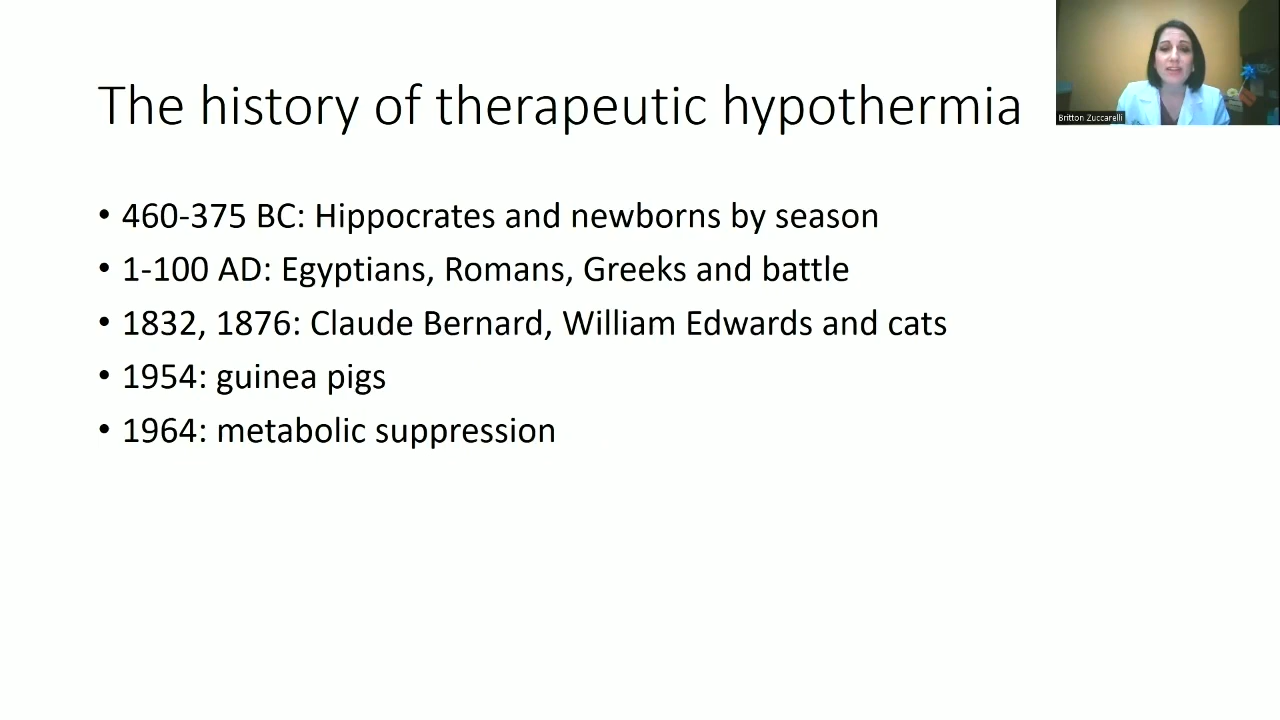 The history of therapeutic hypothermia
Britton Zuccarelli
• 460-375 BC: Hippocrates and newborns by season
• 1-100 AD: Egyptians, Romans, Greeks and battle
• 1832, 1876: Claude Bernard, William Edwards and cats
• 1954: guinea pigs
• 1964: metabolic suppression